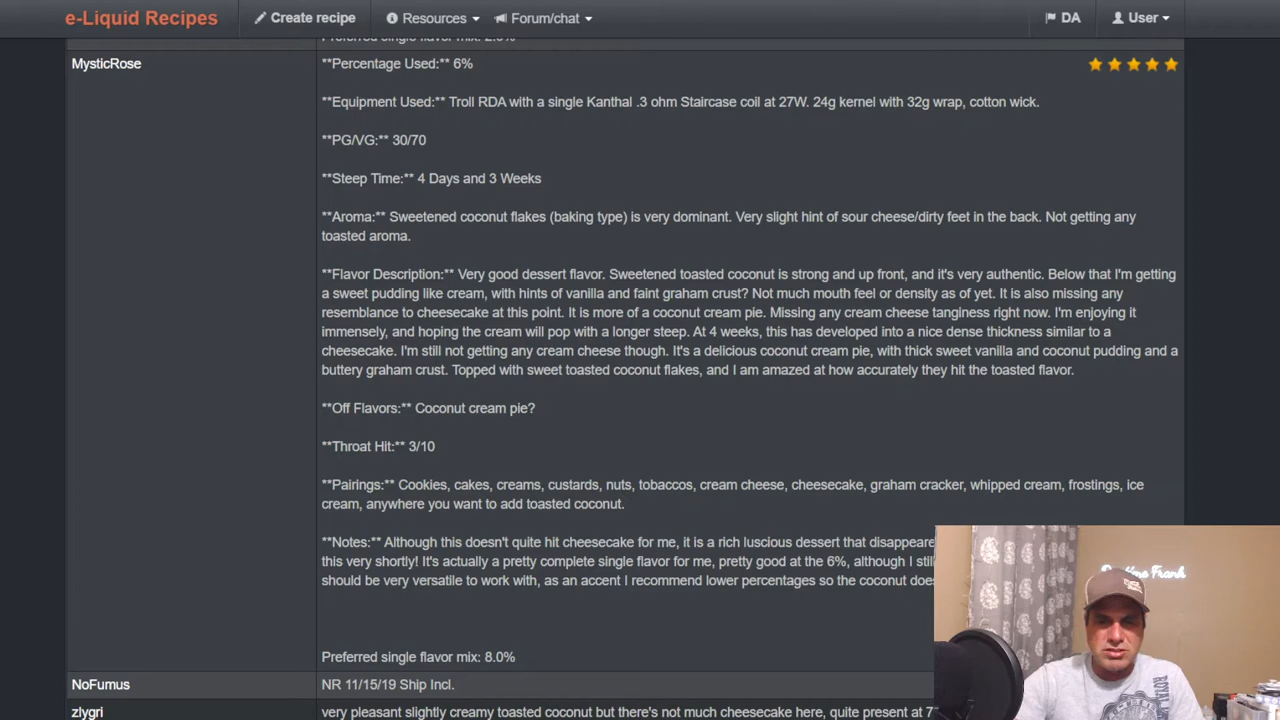 e-Liquid Recipes Create recipe Resources Forum/chat DA User
Preferred single flavor mix: 2.0%
MysticRose **Percentage Used:** 6%
**Equipment Used:** Troll RDA with a single Kanthal .3 ohm Staircase coil at 27W. 24g kernel with 32g wrap, cotton wick.
**PG/VG:** 30/70
**Steep Time:** 4 Days and 3 Weeks
**Aroma:** Sweetened coconut flakes (baking type) is very dominant. Very slight hint of sour cheese/dirty feet in the back. Not getting any
toasted aroma.
**Flavor Description:** Very good dessert flavor. Sweetened toasted coconut is strong and up front, and it's very authentic. Below that I'm getting
a sweet pudding like cream, with hints of vanilla and faint graham crust? Not much mouth feel or density as of yet. It is also missing any
resemblance to cheesecake at this point. It is more of a coconut cream pie. Missing any cream cheese tanginess right now. I'm enjoying it
immensely, and hoping the cream will pop with a longer steep. At 4 weeks, this has developed into a nice dense thickness similar to a
cheesecake. I'm still not getting any cream cheese though. It's a delicious coconut cream pie, with thick sweet vanilla and coconut pudding and a
buttery graham crust. Topped with sweet toasted coconut flakes, and I am amazed at how accurately they hit the toasted flavor.
**Off Flavors:** Coconut cream pie?
**Throat Hit:** 3/10
**Pairings:** Cookies, cakes, creams, custards, nuts, tobaccos, cream cheese, cheesecake, graham cracker, whipped cream, frostings, ice
cream, anywhere you want to add toasted coconut.
**Notes:** Although this doesn't quite hit cheesecake for me, it is a rich luscious dessert that disappeare
this very shortly! It's actually a pretty complete single flavor for me, pretty good at the 6%, although I stil
should be very versatile to work with, as an accent I recommend lower percentages so the coconut does
Frank
Preferred single flavor mix: 8.0%
NoFumus NR 11/15/19 Ship Incl.
zlygri very pleasant slightly creamy toasted coconut but there's not much cheesecake here, quite present at 7